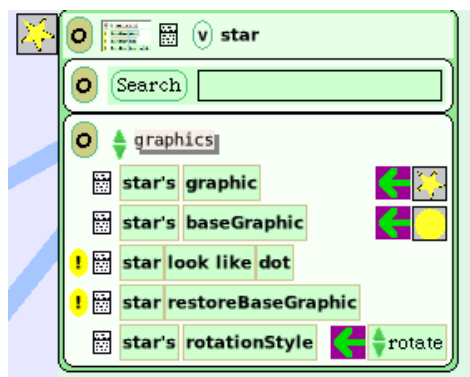 v star
Search
graphics
star's graphic
star's baseGraphic
! star look like dot
! star restoreBaseGraphic
star's rotationStyle rotate